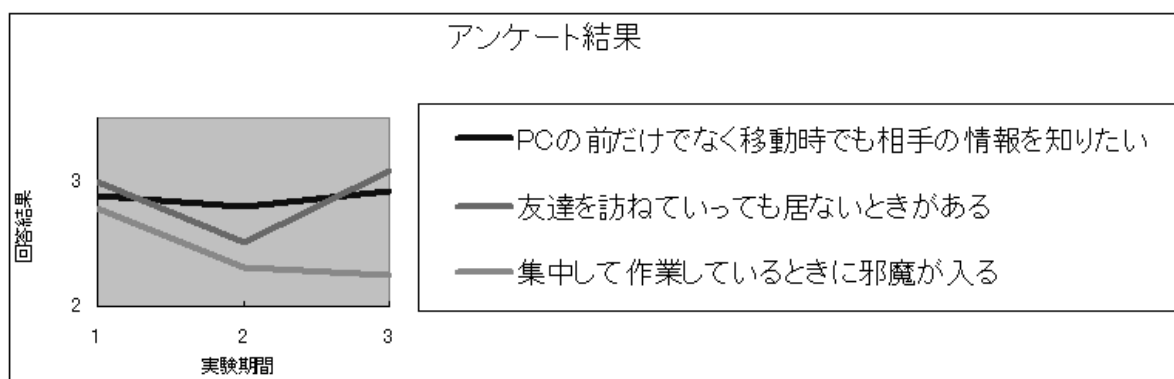 アンケート結果
PCの前だけでなく移動時でも相手の情報を知りたい
友達を訪ねていっても居ないときがある
集中して作業しているときに邪魔が入る
回答結果
3
2
1 2 3
実験期間